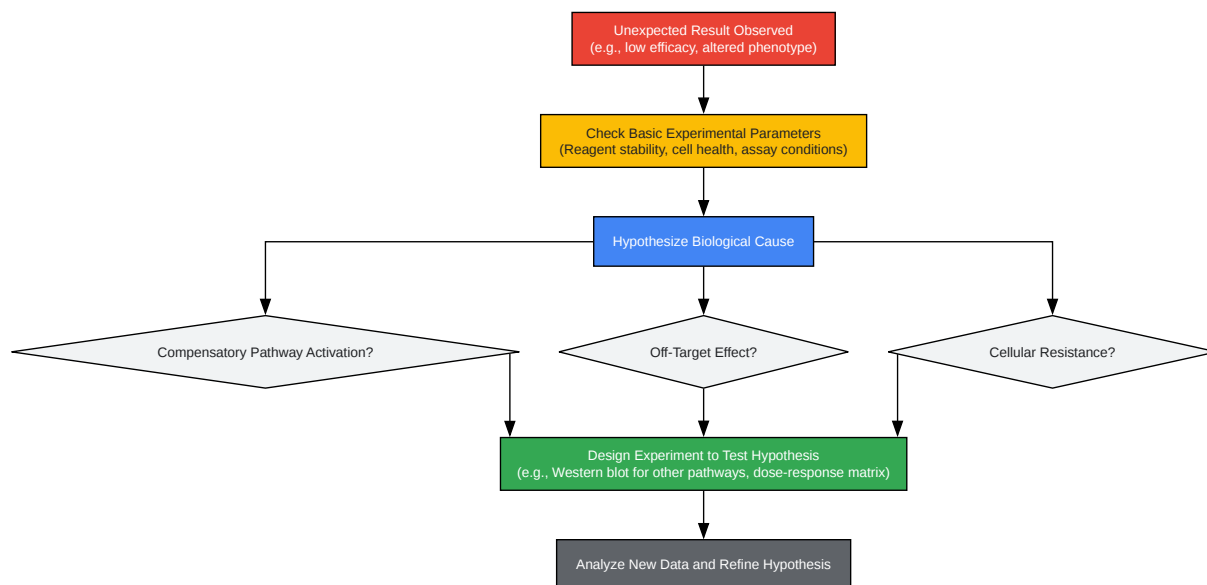 Unexpected Result Observed
(e.g., low efficacy, altered phenotype)
Check Basic Experimental Parameters
(Reagent stability, cell health, assay conditions)
Hypothesize Biological Cause
Compensatory Pathway Activation?
Off-Target Effect?
Cellular Resistance?
Design Experiment to Test Hypothesis
(e.g., Western blot for other pathways, dose-response matrix)
Analyze New Data and Refine Hypothesis